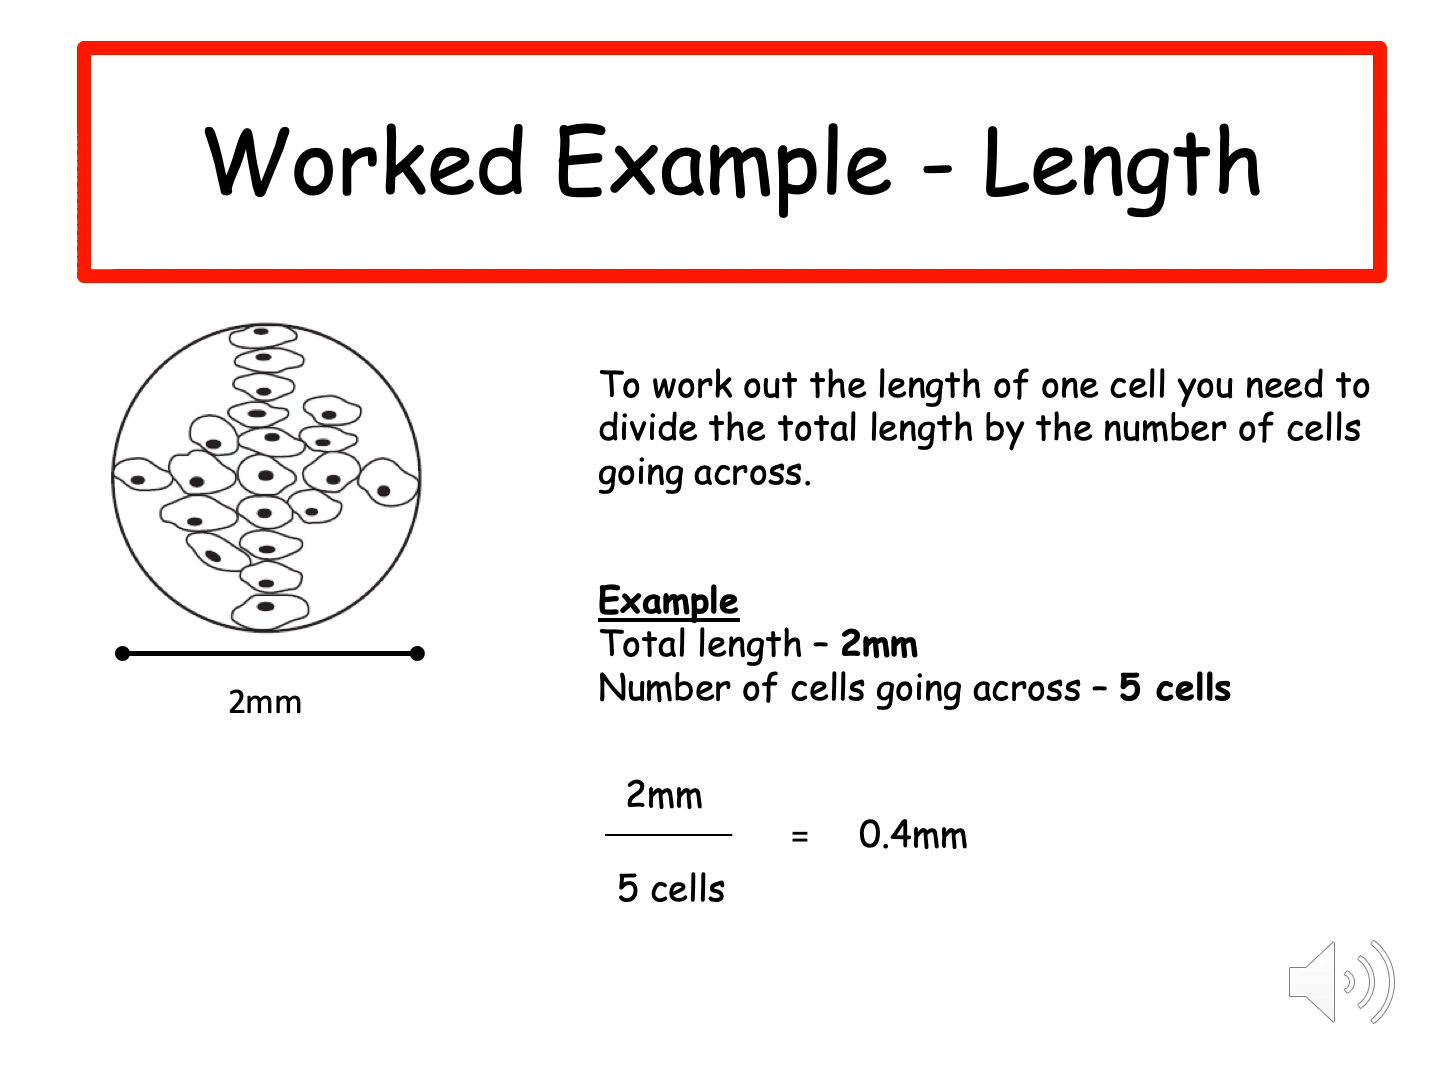 Worked Example - Length
To work out the length of one cell you need to
divide the total length by the number of cells
going across.
Example
Total length – 2mm
Number of cells going across – 5 cells
2mm
2mm
5 cells
= 0.4mm